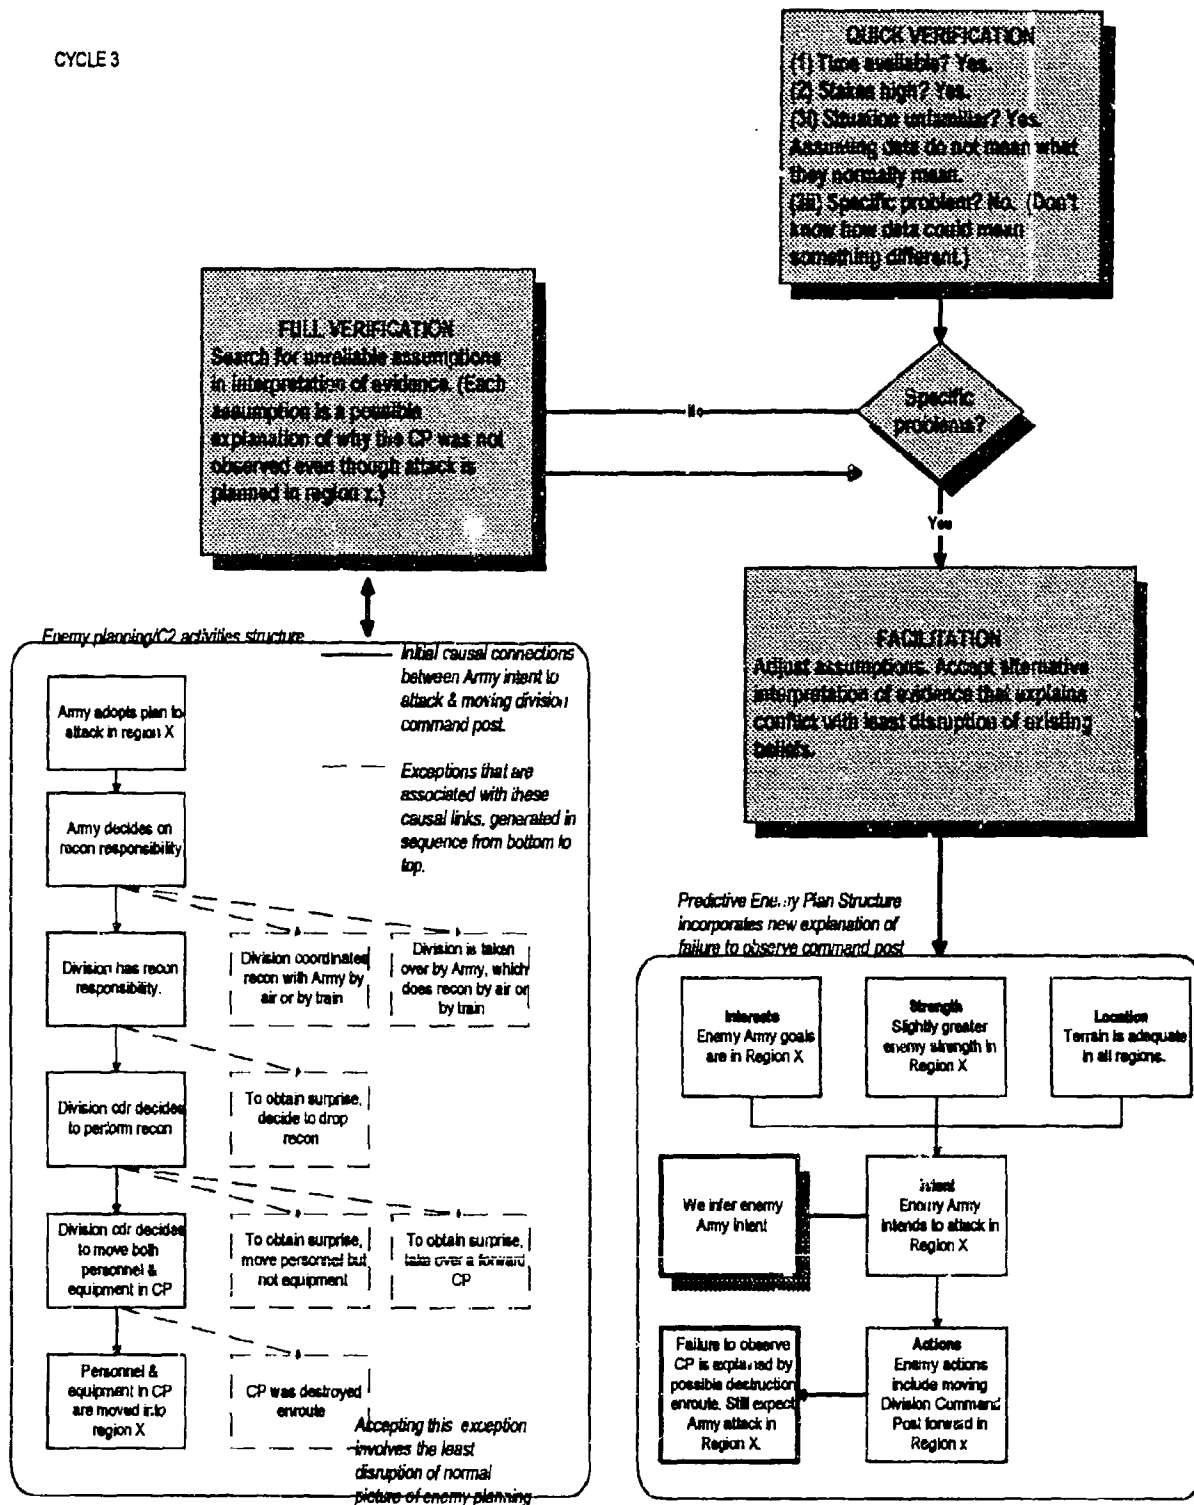 CYCLE 3
QUICK VERIFICATION
(1) Time available? Yes.
(2) Stakes high? Yes.
Situation unfamiliar? Yes.
Assuming data do not mean what
they normally mean.
Specific problem? No. (Don't
know how data could mean
something different.)
FULL VERIFICATION
Search for unreliable assumptions
in interpretation of evidence. (Each
assumption is a possible
explanation of why the CP was not
observed even though attack is
planned in region x.)
No
Specific
problems?
Yes
FACILITATION
Adjust assumptions. Accept alternative
interpretation of evidence that explains
conflict with least disruption of existing
beliefs.
Enemy planning/C2 activities structure
Initial causal connections
between Army intent to
attack & moving division
command post.
Exceptions that are
associated with these
causal links, generated in
sequence from bottom to
top.
Army adopts plan to
attack in region X
Army decides on
recon responsibility
Division has recon
responsibility.
Division coordinates
recon with Army by
air or by train
Division is taken
over by Army, which
does recon by air or
by train
Division cdr decides
to perform recon
To obtain surprise,
decide to drop
recon
Division cdr decides
to move both
personnel &
equipment in CP
To obtain surprise,
move personnel but
not equipment
To obtain surprise,
take over a forward
CP
Personnel &
equipment in CP
are moved into
region X
CP was destroyed
enroute
Accepting this exception
involves the least
disruption of normal
picture of enemy planning
Predictive Enemy Plan Structure
incorporates new explanation of
failure to observe command post
Interests
Enemy Army goals
are in Region X
Strength
Slightly greater
enemy strength in
Region X
Location
Terrain is adequate
in all regions.
We infer enemy
Army Intent
Intent
Enemy Army
intends to attack in
Region X
Failure to observe
CP is explained by
possible destruction
enroute. Still expect
Army attack in
Region X.
Actions
Enemy actions
include moving
Division Command
Post forward in
Region x